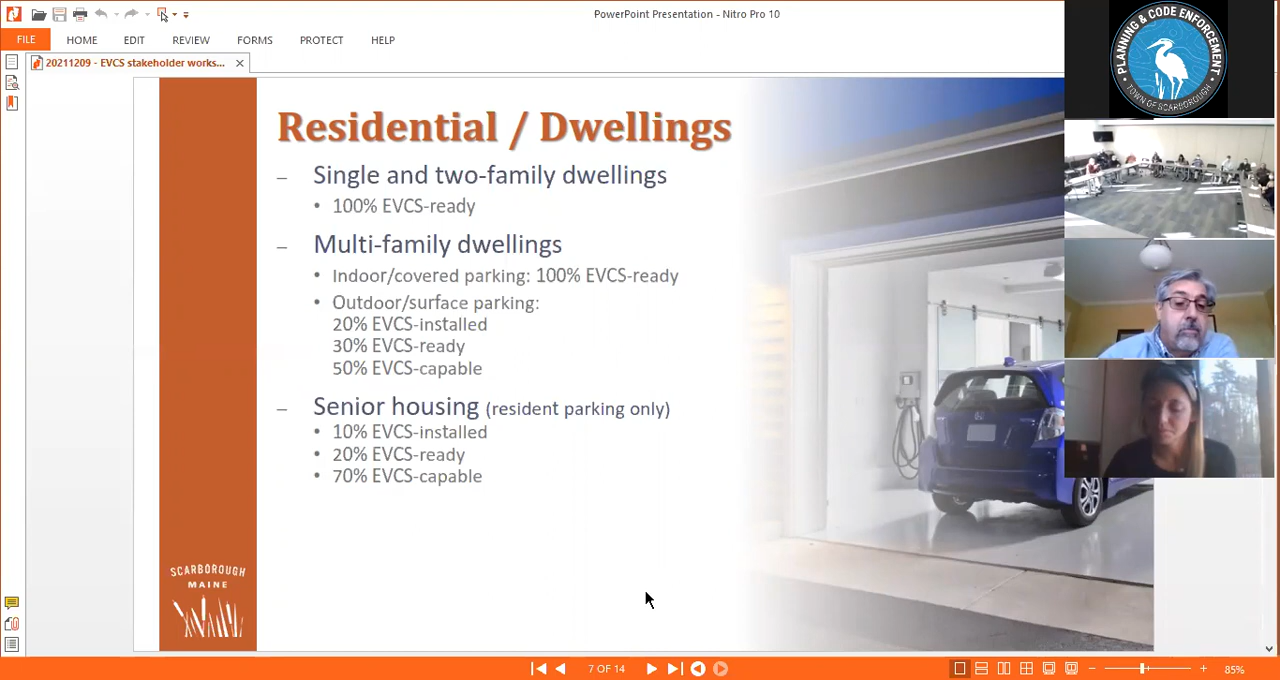 PowerPoint Presentation - Nitro Pro 10
FILE HOME EDIT REVIEW FORMS PROTECT HELP
20211209 - EVCS stakeholder works...
Residential / Dwellings
– Single and two-family dwellings
• 100% EVCS-ready
– Multi-family dwellings
• Indoor/covered parking: 100% EVCS-ready
• Outdoor/surface parking:
20% EVCS-installed
30% EVCS-ready
50% EVCS-capable
– Senior housing (resident parking only)
• 10% EVCS-installed
• 20% EVCS-ready
• 70% EVCS-capable
SCARBOROUGH
MAINE
PLANNING & CODE ENFORCEMENT
TOWN OF SCARBOROUGH
7 OF 14
85%